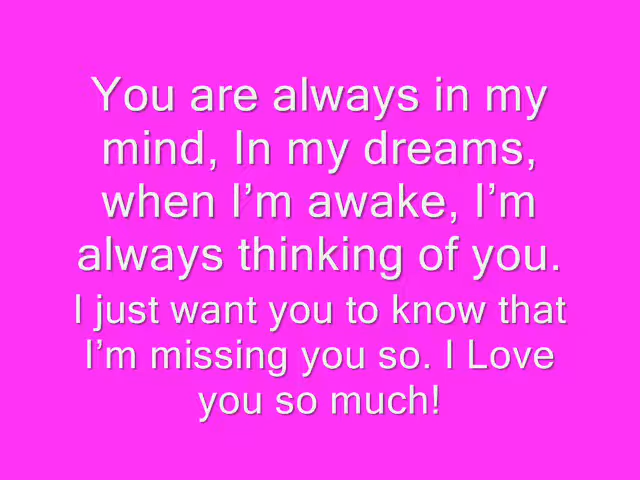 You are always in my
mind, In my dreams,
when I’m awake, I’m
always thinking of you.
I just want you to know that
I’m missing you so. I Love
you so much!